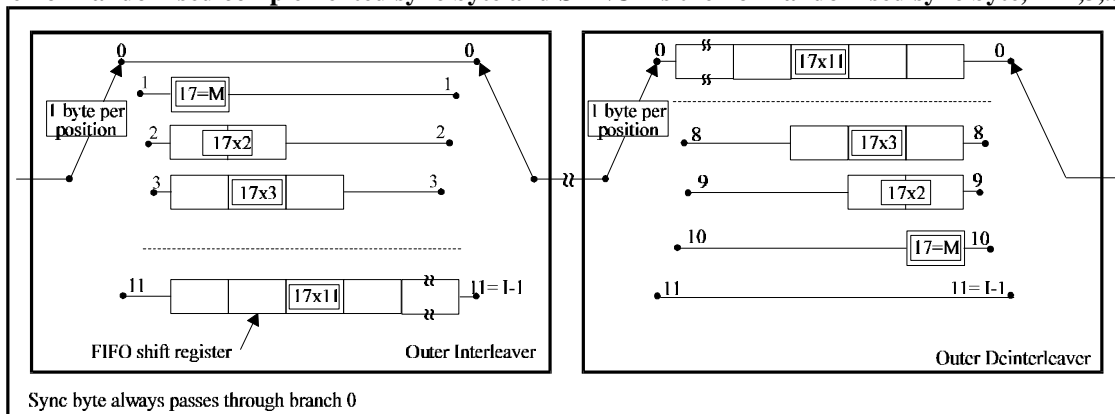 0 0
1 17=M 1
1 byte per
position
2 17x2 2
3 17x3 3
11 17x11 11= I-1
FIFO shift register
Outer Interleaver
0 17x11 0
1 byte per
position
8 17x3 8
9 17x2 9
10 17=M 10
11 11= I-1
Outer Deinterleaver
Sync byte always passes through branch 0